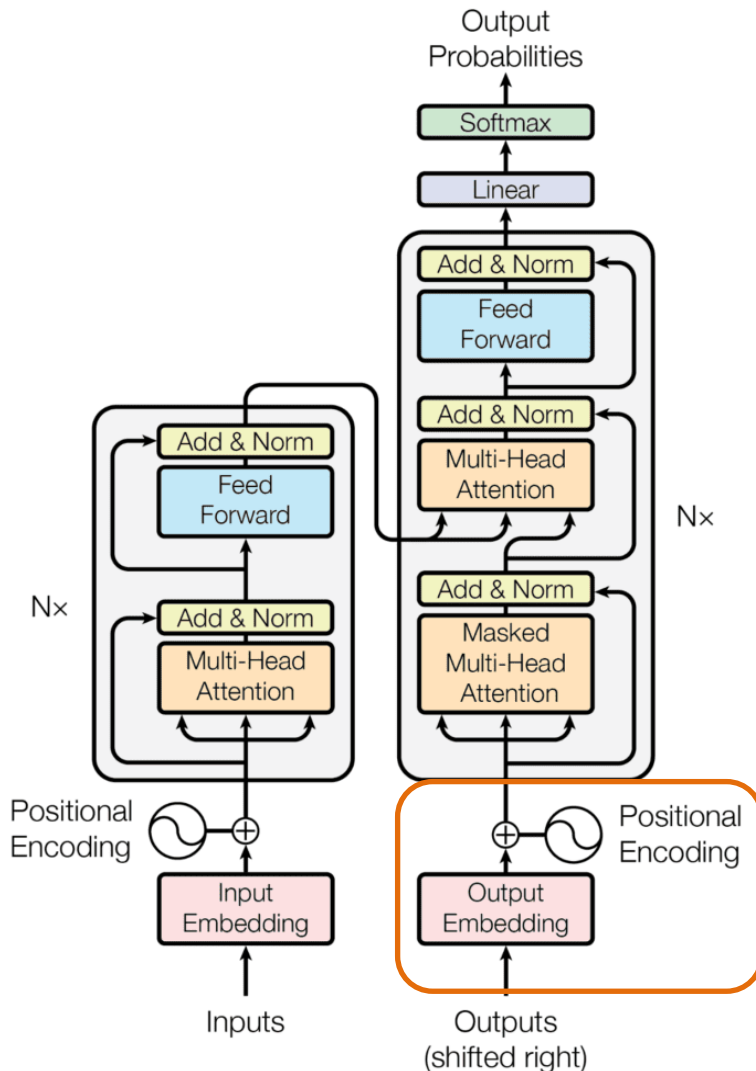 Output
Probabilities
Softmax
Linear
Add & Norm
Feed
Forward
Add & Norm
Multi-Head
Attention
Nx
Add & Norm
Masked
Multi-Head
Attention
Add & Norm
Feed
Forward
Nx
Add & Norm
Multi-Head
Attention
Positional
Encoding
Input
Embedding
Inputs
Positional
Encoding
Output
Embedding
Outputs
(shifted right)